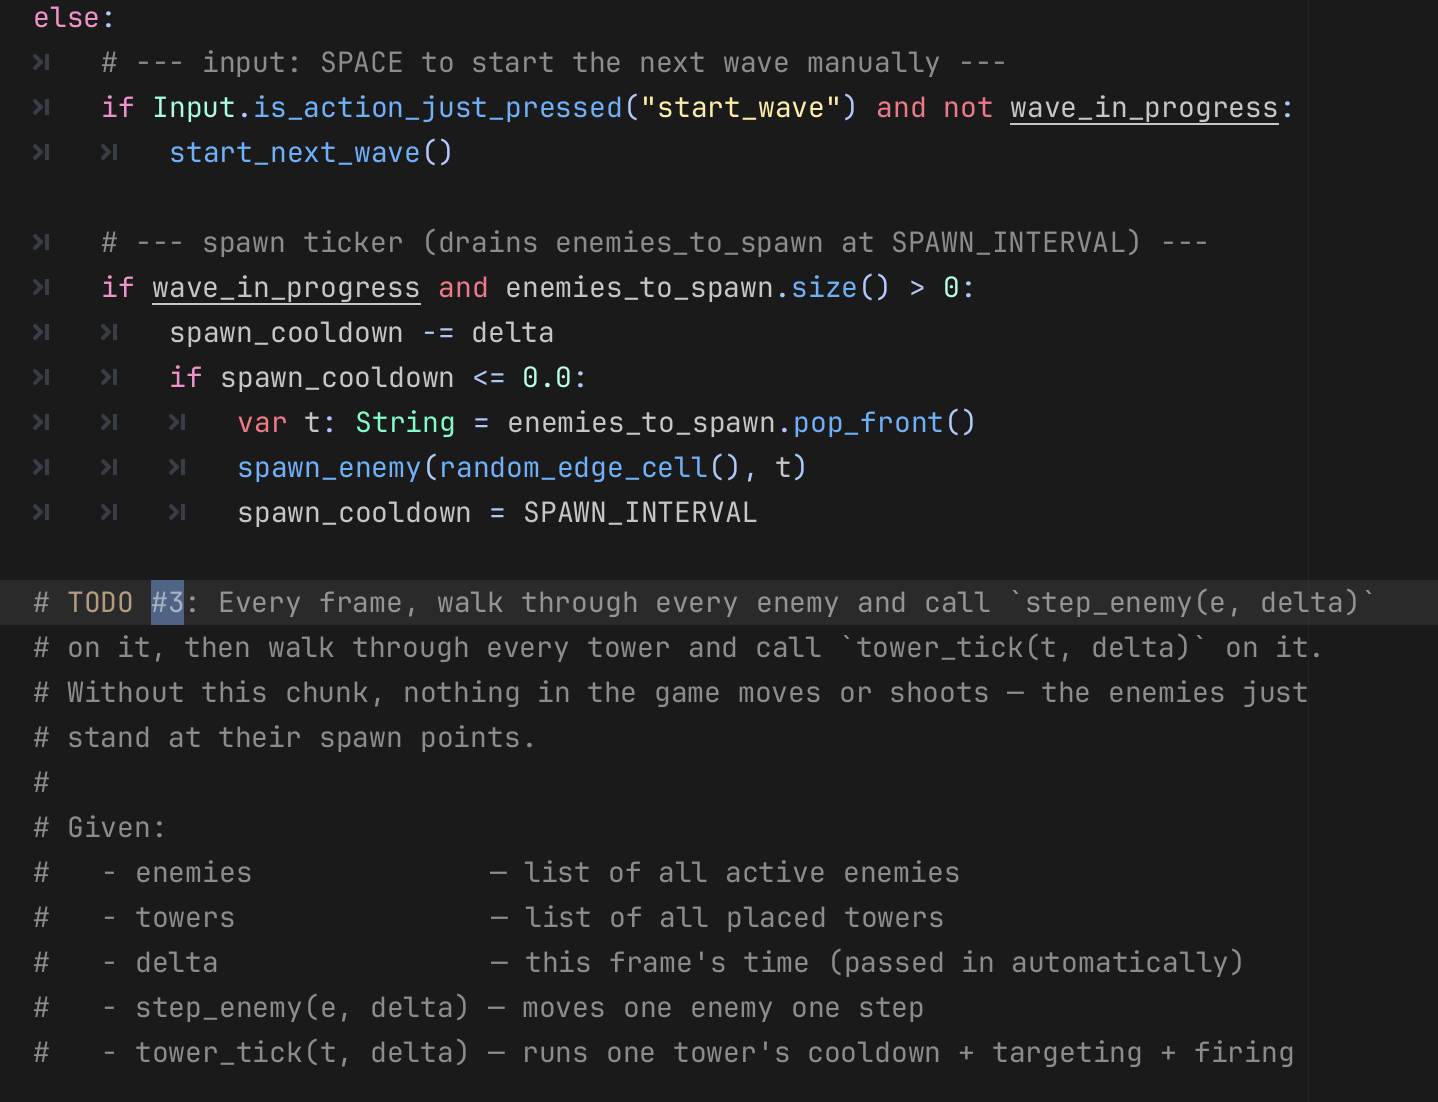 else:
    # --- input: SPACE to start the next wave manually ---
    if Input.is_action_just_pressed("start_wave") and not wave_in_progress:
        start_next_wave()

    # --- spawn ticker (drains enemies_to_spawn at SPAWN_INTERVAL) ---
    if wave_in_progress and enemies_to_spawn.size() > 0:
        spawn_cooldown -= delta
        if spawn_cooldown <= 0.0:
            var t: String = enemies_to_spawn.pop_front()
            spawn_enemy(random_edge_cell(), t)
            spawn_cooldown = SPAWN_INTERVAL

# TODO #3: Every frame, walk through every enemy and call `step_enemy(e, delta)`
# on it, then walk through every tower and call `tower_tick(t, delta)` on it.
# Without this chunk, nothing in the game moves or shoots — the enemies just
# stand at their spawn points.
#
# Given:
#   - enemies              — list of all active enemies
#   - towers               — list of all placed towers
#   - delta                — this frame's time (passed in automatically)
#   - step_enemy(e, delta) — moves one enemy one step
#   - tower_tick(t, delta) — runs one tower's cooldown + targeting + firing